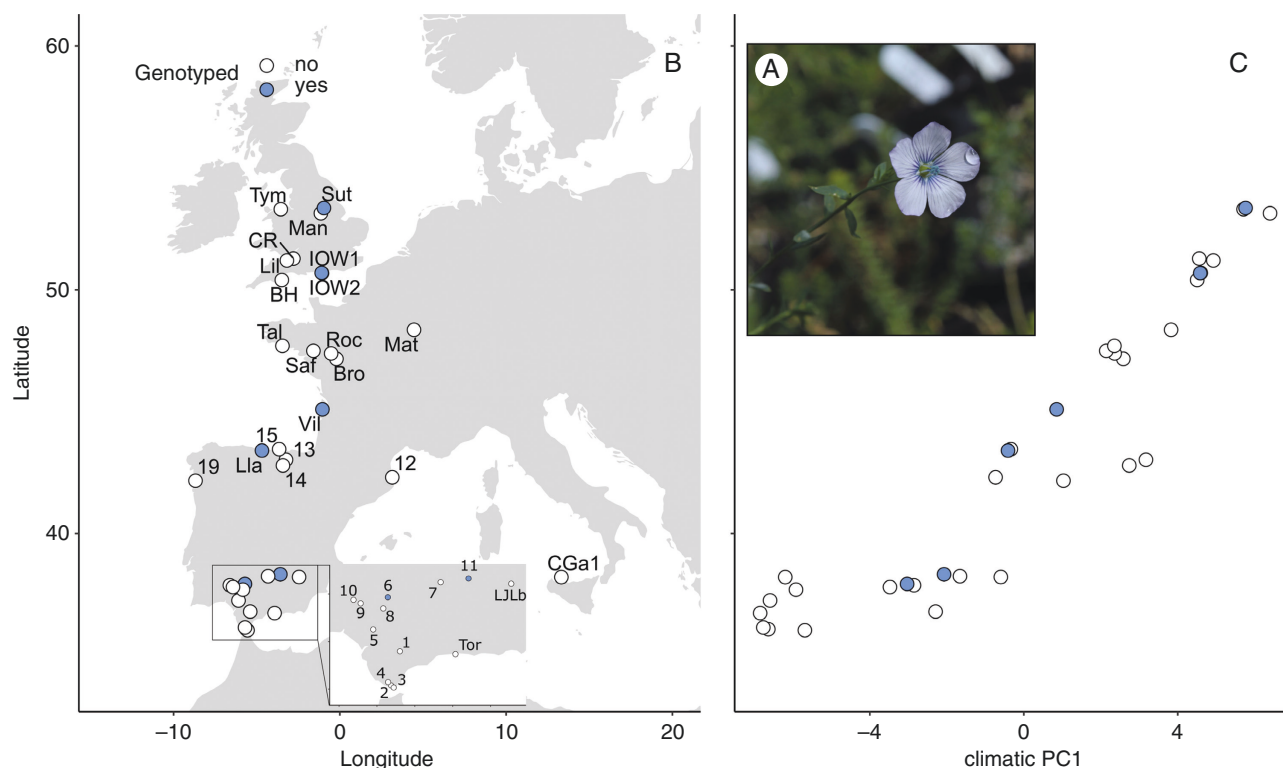 60
50
40
Latitude
Genotyped
no
yes
B
Tym
Sut
Man
CR
Lil
IOW1
BH
IOW2
Tal
Saf
Roc
Bro
Mat
Vil
15
13
Lla
14
19
12
CGa1
11
6
7
LJLb
10
9
8
5
1
Tor
4
3
2
−10
0
10
20
Longitude
A
C
−4
0
4
climatic PC1